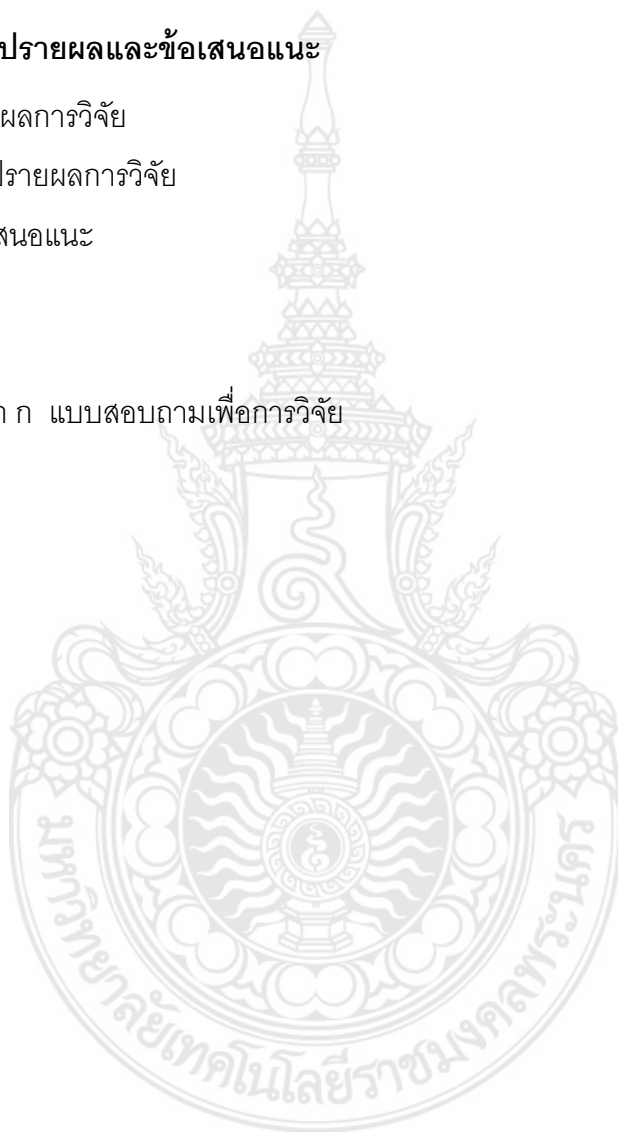 ปรายผลและข้อเสนอแนะ
ผลการวิจัย
ปรายผลการวิจัย
สนอแนะ
ก แบบสอบถามเพื่อการวิจัย
มหาวิทยาลัยเทคโนโลยีราชมงคลพระนคร